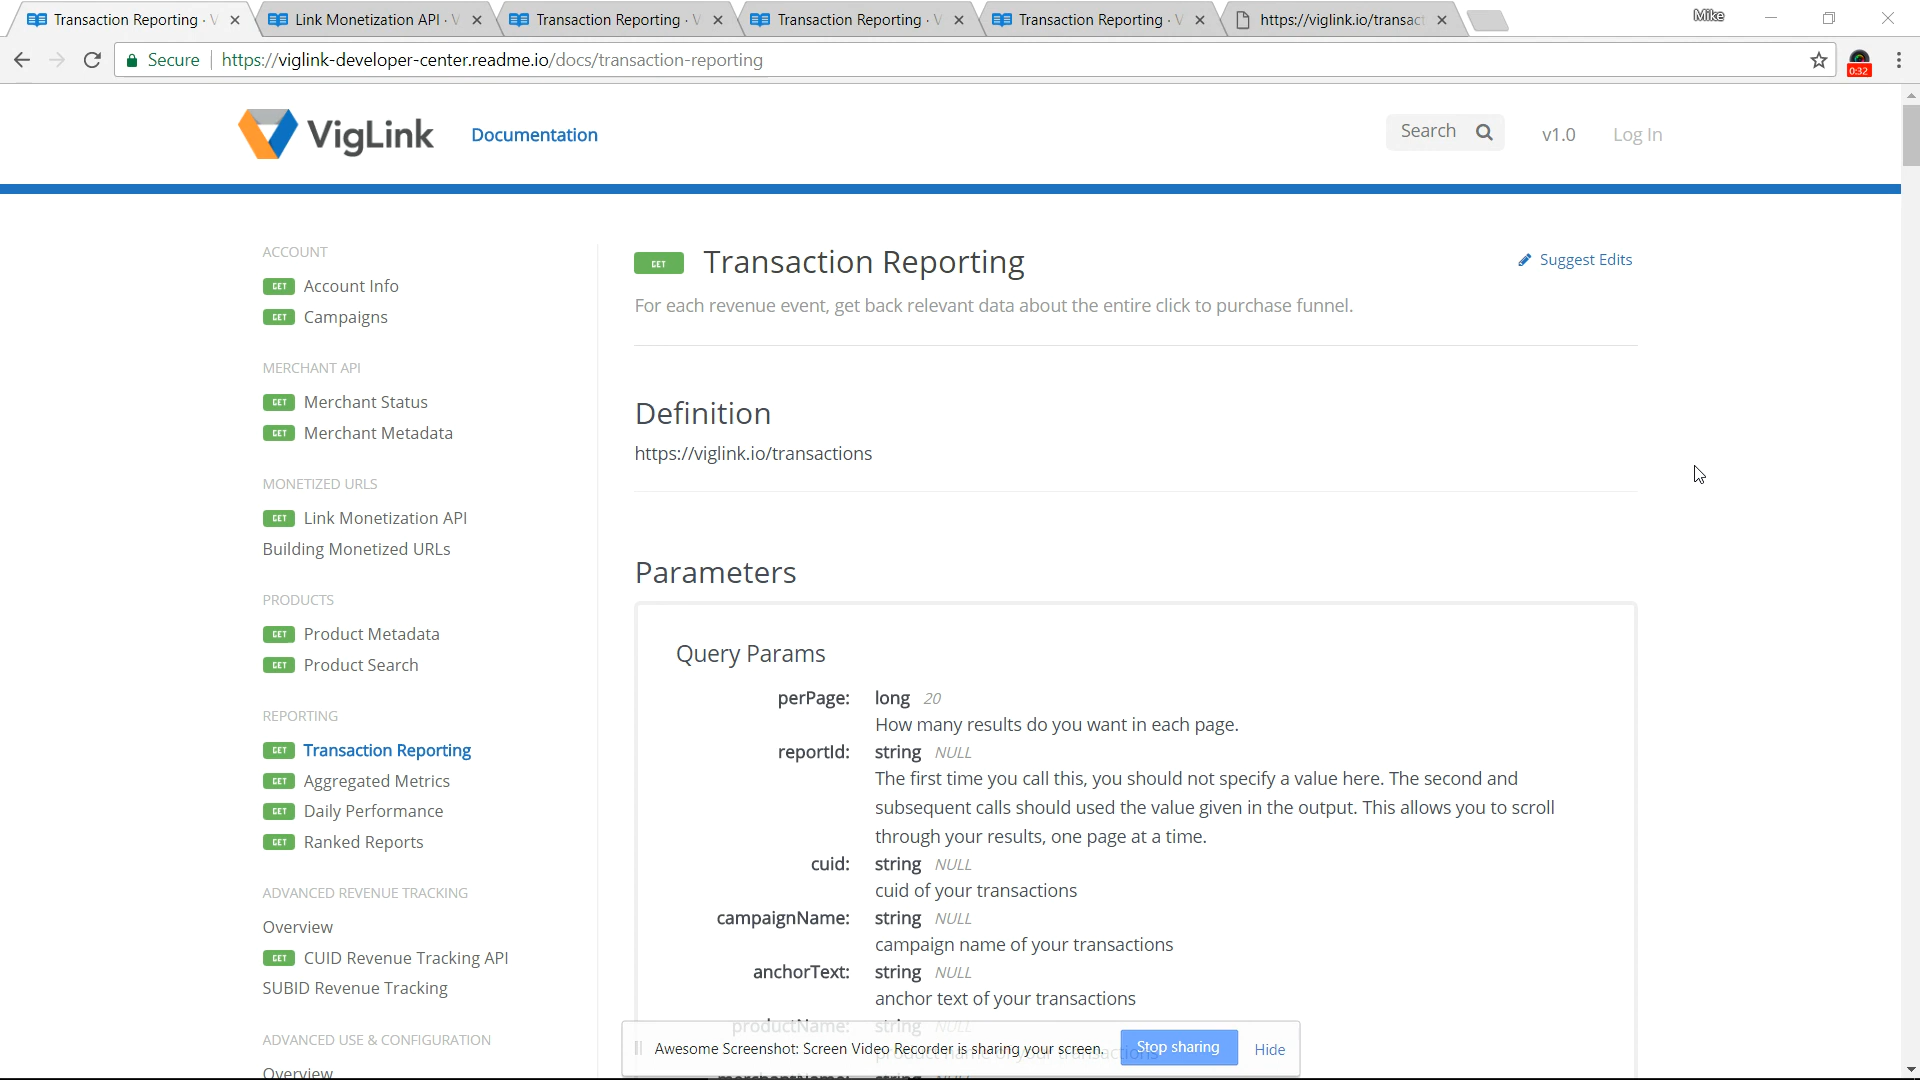 Transaction Reporting · V
Link Monetization API · V
Transaction Reporting · V
Transaction Reporting · V
Transaction Reporting · V
https://viglink.io/transact
Mike
Secure
https://viglink-developer-center.readme.io/docs/transaction-reporting
0:32
VigLink
Documentation
Search
v1.0
Log In
ACCOUNT
GET Account Info
GET Campaigns
MERCHANT API
GET Merchant Status
GET Merchant Metadata
MONETIZED URLS
GET Link Monetization API
Building Monetized URLs
PRODUCTS
GET Product Metadata
GET Product Search
REPORTING
GET Transaction Reporting
GET Aggregated Metrics
GET Daily Performance
GET Ranked Reports
ADVANCED REVENUE TRACKING
Overview
GET CUID Revenue Tracking API
SUBID Revenue Tracking
ADVANCED USE & CONFIGURATION
Overview
GET Transaction Reporting
Suggest Edits
For each revenue event, get back relevant data about the entire click to purchase funnel.
Definition
https://viglink.io/transactions
Parameters
Query Params
perPage: long 20
How many results do you want in each page.
reportId: string NULL
The first time you call this, you should not specify a value here. The second and
subsequent calls should used the value given in the output. This allows you to scroll
through your results, one page at a time.
cuid: string NULL
cuid of your transactions
campaignName: string NULL
campaign name of your transactions
anchorText: string NULL
anchor text of your transactions
productName: string NULL
Awesome Screenshot: Screen Video Recorder is sharing your screen.
Stop sharing
Hide